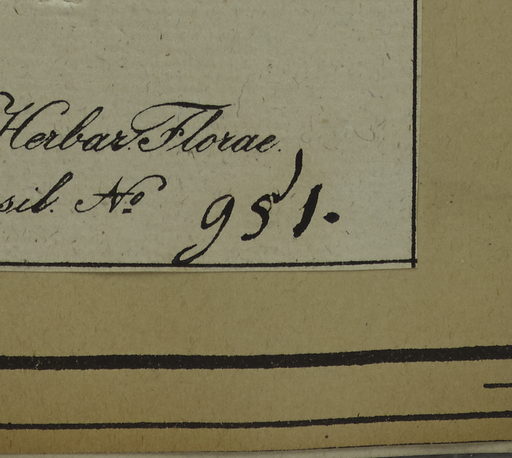 Herbar. Florae
sil. No 951.